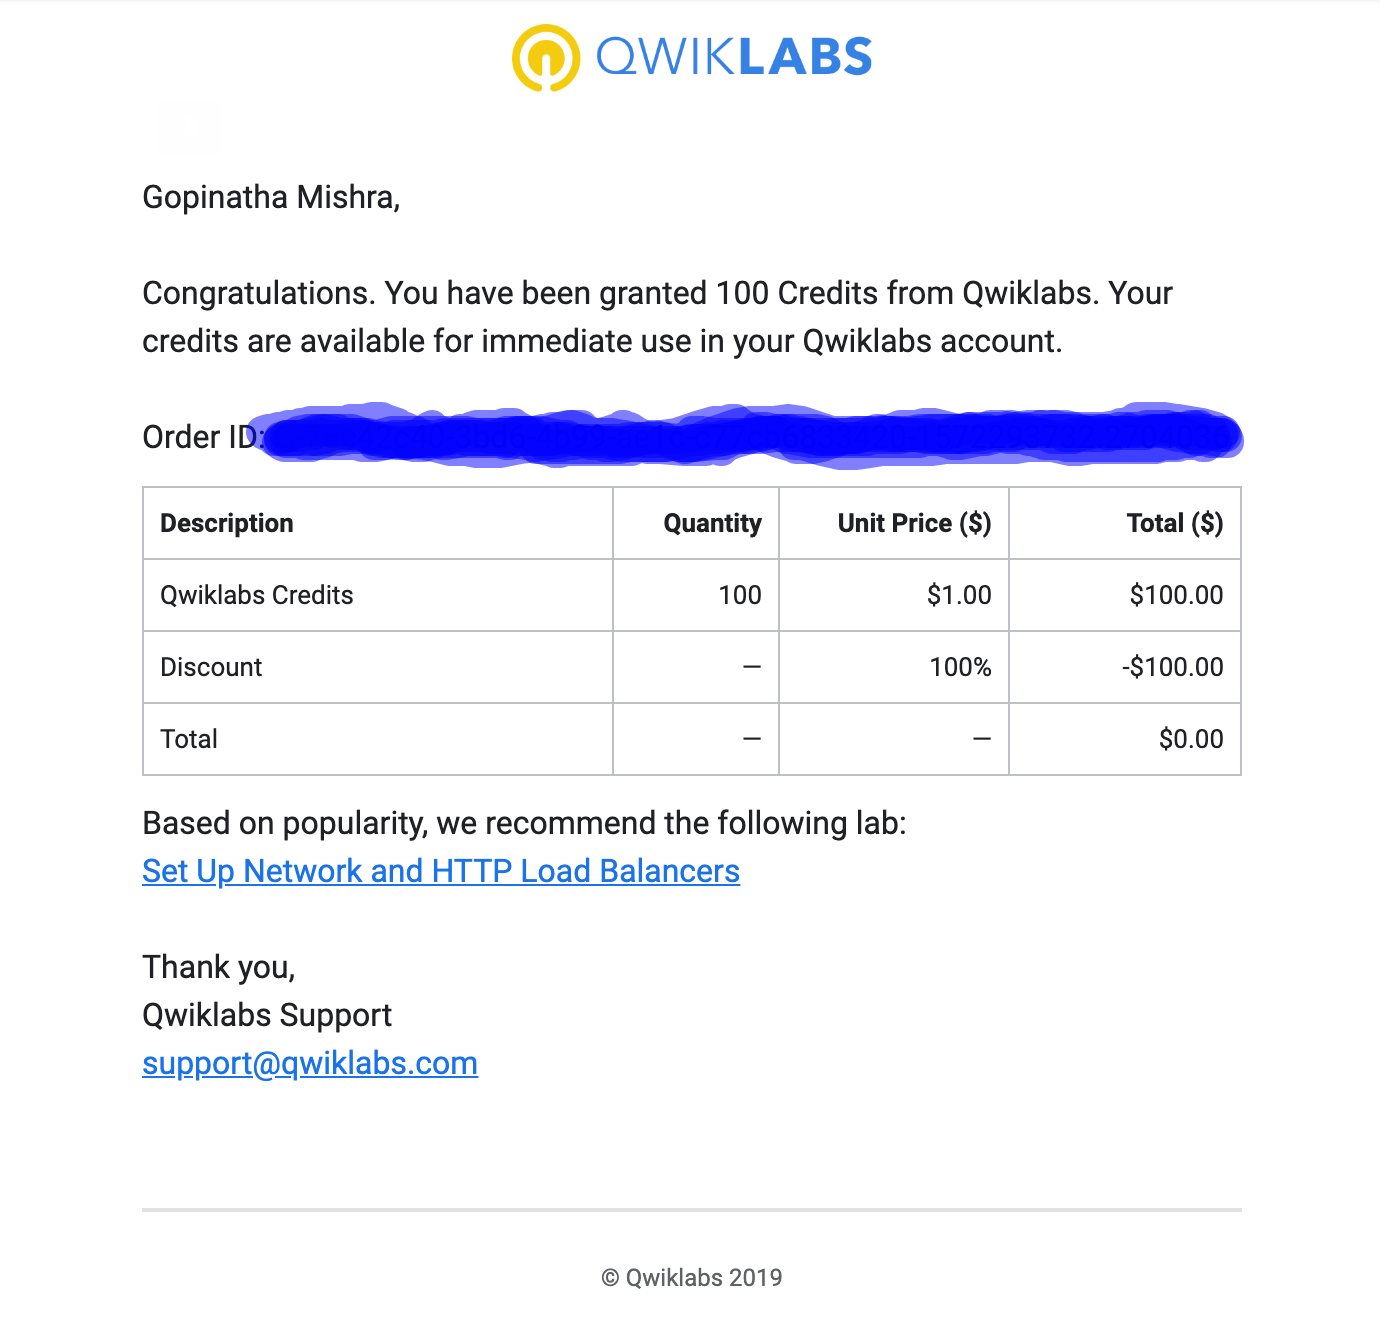 QWIKLABS
Gopinatha Mishra,
Congratulations. You have been granted 100 Credits from Qwiklabs. Your
credits are available for immediate use in your Qwiklabs account.
Order ID:
Description Quantity Unit Price ($) Total ($)
Qwiklabs Credits 100 $1.00 $100.00
Discount — 100% -$100.00
Total — — $0.00
Based on popularity, we recommend the following lab:
Set Up Network and HTTP Load Balancers
Thank you,
Qwiklabs Support
support@qwiklabs.com
© Qwiklabs 2019